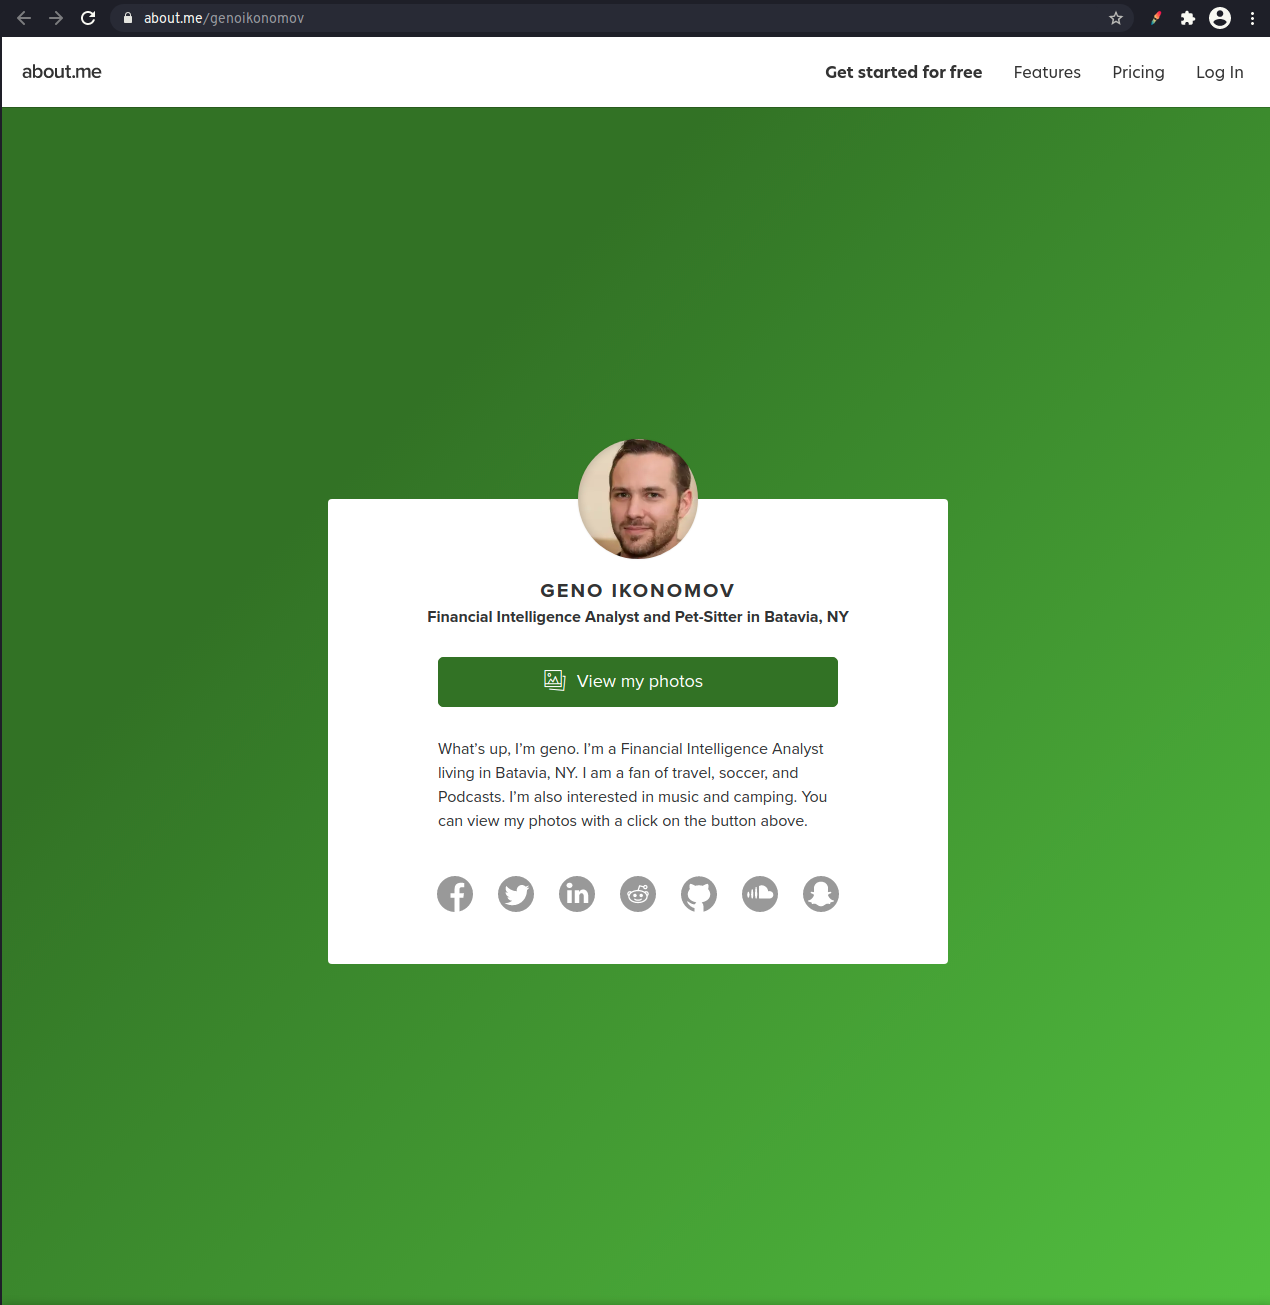 about.me/genoikonomov
about.me
Get started for free
Features
Pricing
Log In
GENO IKONOMOV
Financial Intelligence Analyst and Pet-Sitter in Batavia, NY
View my photos
What’s up, I’m geno. I’m a Financial Intelligence Analyst
living in Batavia, NY. I am a fan of travel, soccer, and
Podcasts. I’m also interested in music and camping. You
can view my photos with a click on the button above.